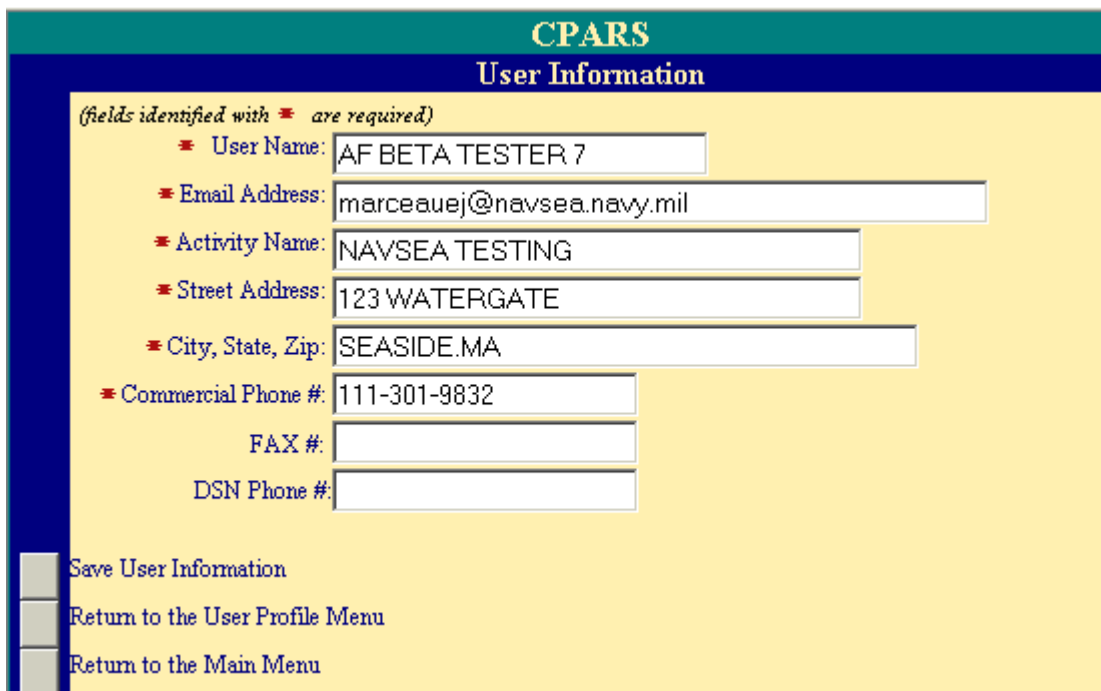 CPARS
User Information
(fields identified with * are required)
* User Name: AF BETA TESTER 7
* Email Address: marceauej@navsea.navy.mil
* Activity Name: NAVSEA TESTING
* Street Address: 123 WATERGATE
* City, State, Zip: SEASIDE.MA
* Commercial Phone #: 111-301-9832
FAX #:
DSN Phone #:
Save User Information
Return to the User Profile Menu
Return to the Main Menu